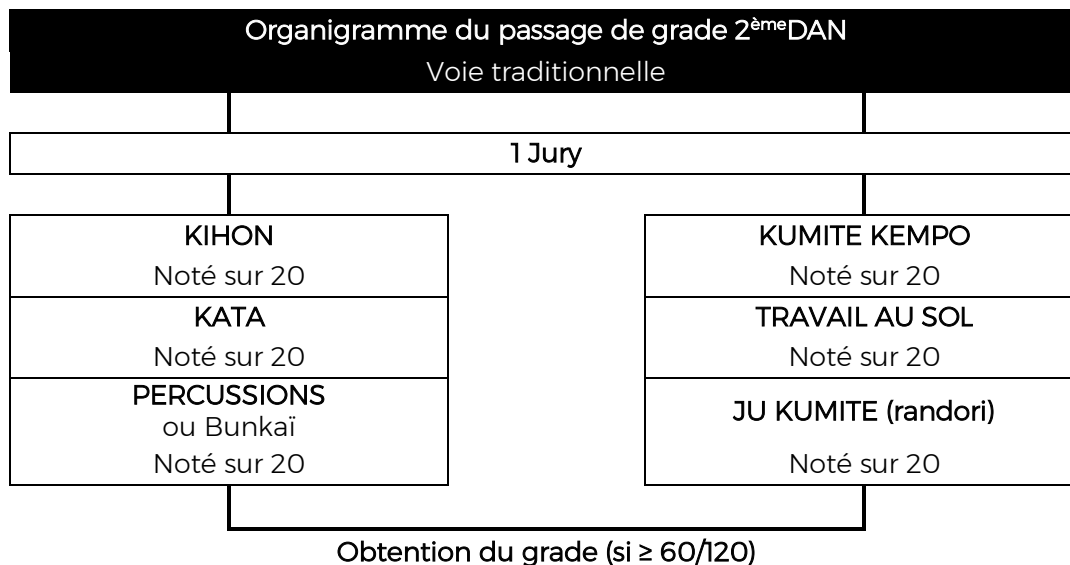 Organigramme du passage de grade 2èmeDAN
Voie traditionnelle
1 Jury
KIHON
Noté sur 20
KATA
Noté sur 20
PERCUSSIONS
ou Bunkaï
Noté sur 20
KUMITE KEMPO
Noté sur 20
TRAVAIL AU SOL
Noté sur 20
JU KUMITE (randori)
Noté sur 20
Obtention du grade (si ≥ 60/120)